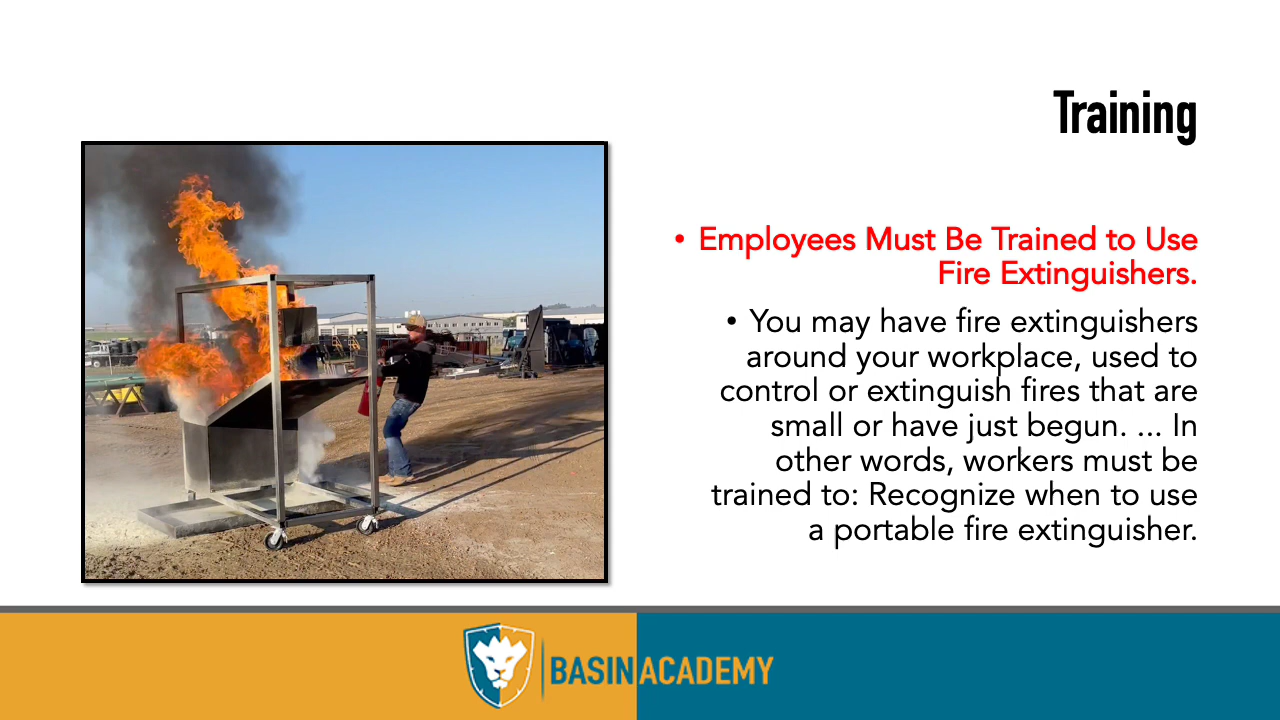 Training
• Employees Must Be Trained to Use
Fire Extinguishers.
• You may have fire extinguishers
around your workplace, used to
control or extinguish fires that are
small or have just begun. ... In
other words, workers must be
trained to: Recognize when to use
a portable fire extinguisher.
BASIN ACADEMY